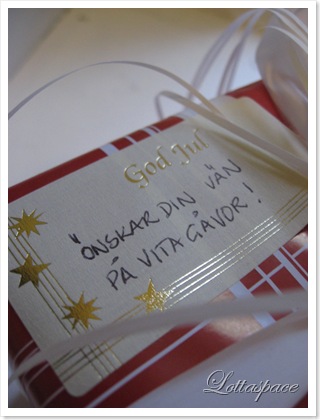 God Jul
ÖNSKAR DIN VÄN
PÅ VITA GÅVOR!
Lottaspace